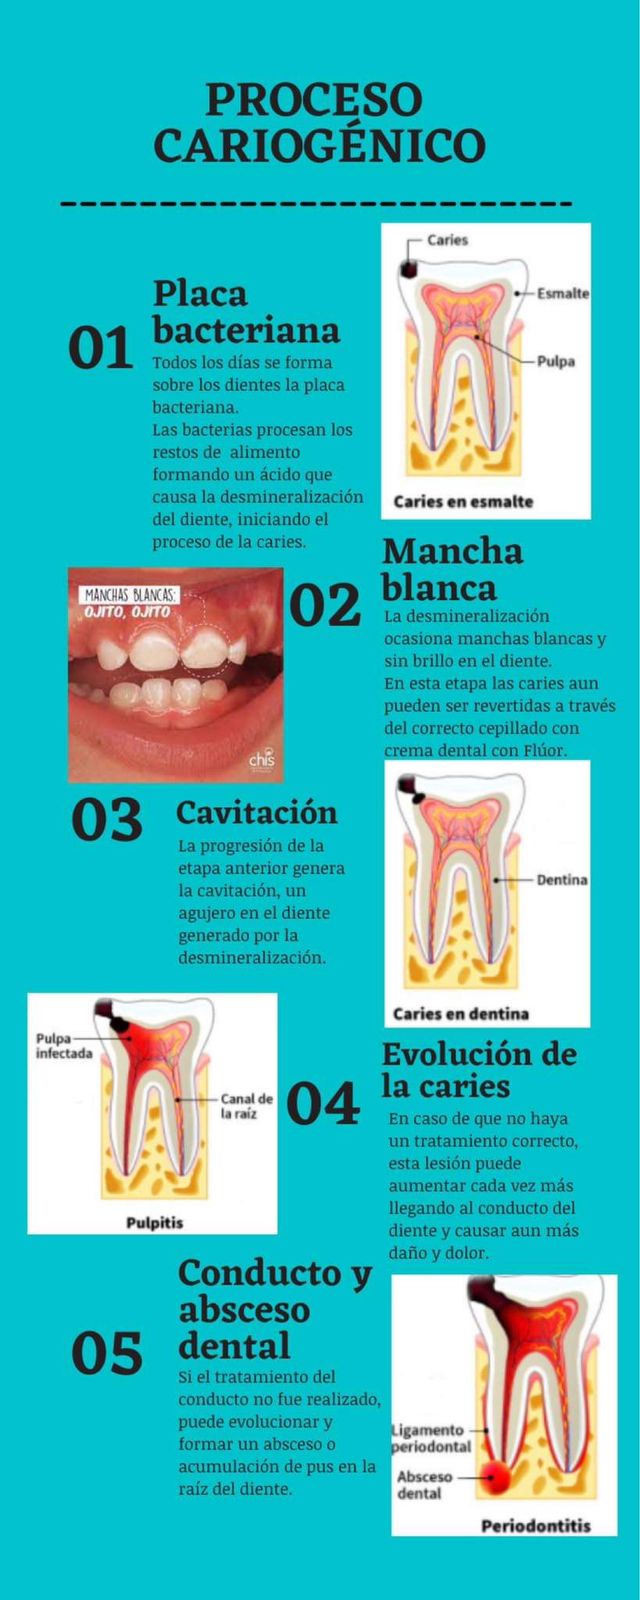 PROCESO
CARIOGÉNICO
Caries
Esmalte
Pulpa
Caries en esmalte
01
Placa
bacteriana
Todos los días se forma
sobre los dientes la placa
bacteriana.
Las bacterias procesan los
restos de alimento
formando un ácido que
causa la desmineralización
del diente, iniciando el
proceso de la caries.
MANCHAS BLANCAS:
OJITO, OJITO
chis
02
Mancha
blanca
La desmineralización
ocasiona manchas blancas y
sin brillo en el diente.
En esta etapa las caries aun
pueden ser revertidas a través
del correcto cepillado con
crema dental con Flúor.
03
Cavitación
La progresión de la
etapa anterior genera
la cavitación, un
agujero en el diente
generado por la
desmineralización.
Dentina
Caries en dentina
Pulpa
infectada
Canal de
la raíz
Pulpitis
04
Evolución de
la caries
En caso de que no haya
un tratamiento correcto,
esta lesión puede
aumentar cada vez más
llegando al conducto del
diente y causar aun más
daño y dolor.
05
Conducto y
absceso
dental
Si el tratamiento del
conducto no fue realizado,
puede evolucionar y
formar un absceso o
acumulación de pus en la
raíz del diente.
Ligamento
periodontal
Absceso
dental
Periodontitis